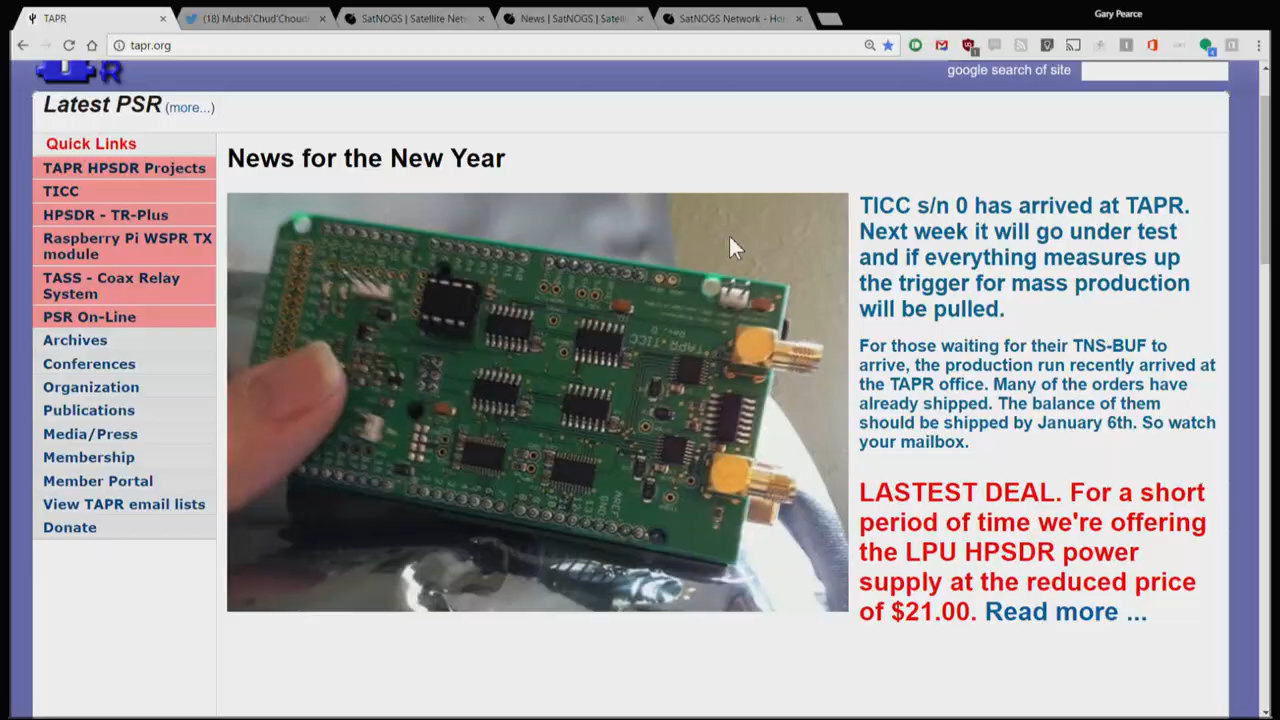 Gary Pearce
TAPR
(18) Mubdi'Chud'Choud
SatNOGS | Satellite Net
News | SatNOGS | Satell
SatNOGS Network - Ho
tapr.org
google search of site
Latest PSR (more...)
Quick Links
TAPR HPSDR Projects
TICC
HPSDR - TR-Plus
Raspberry Pi WSPR TX
module
TASS - Coax Relay
System
PSR On-Line
Archives
Conferences
Organization
Publications
Media/Press
Membership
Member Portal
View TAPR email lists
Donate
News for the New Year
TAPR TICC
Rev. 0
AREF
GND
TICC s/n 0 has arrived at TAPR.
Next week it will go under test
and if everything measures up
the trigger for mass production
will be pulled.
For those waiting for their TNS-BUF to
arrive, the production run recently arrived at
the TAPR office. Many of the orders have
already shipped. The balance of them
should be shipped by January 6th. So watch
your mailbox.
LASTEST DEAL. For a short
period of time we're offering
the LPU HPSDR power
supply at the reduced price
of $21.00. Read more ...